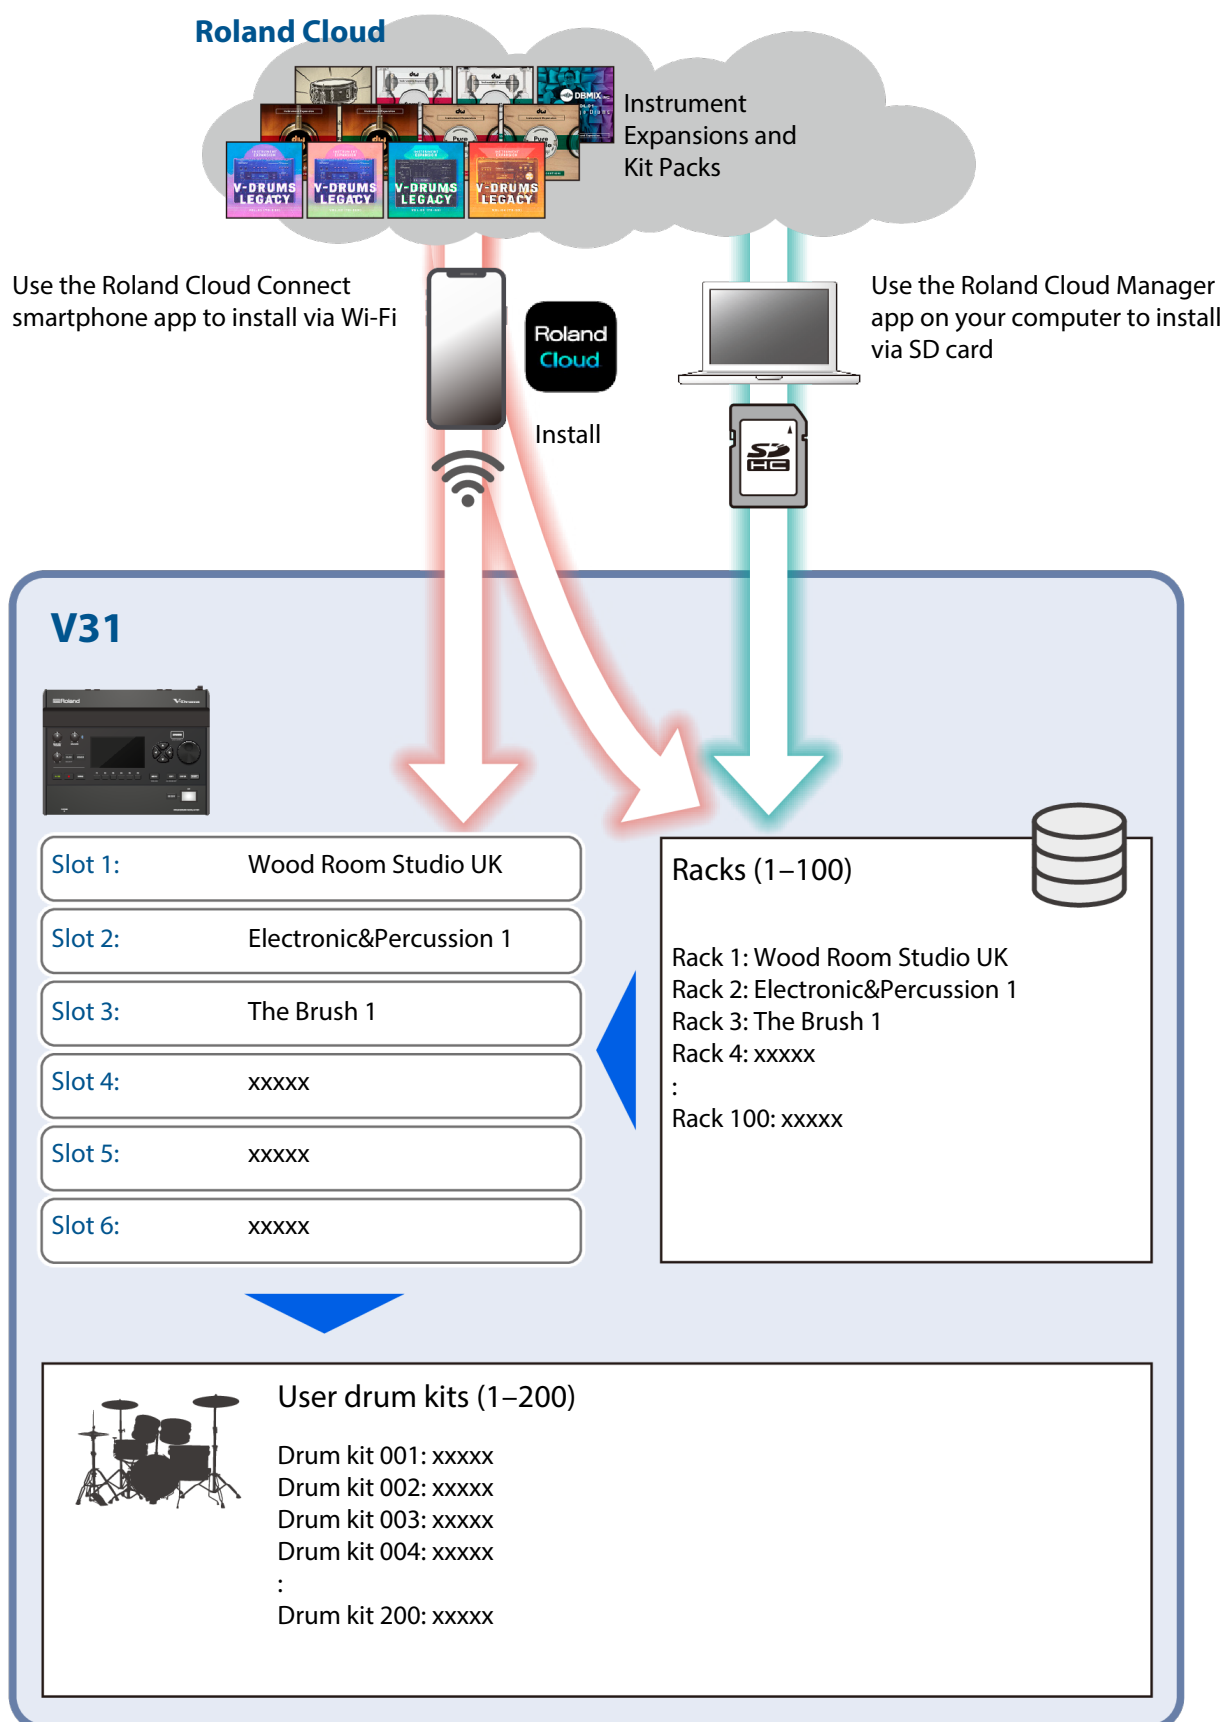 Roland Cloud
DBMIX
Instrument
Expansions and
Kit Packs
V-DRUMS
LEGACY
V-DRUMS
LEGACY
V-DRUMS
LEGACY
V-DRUMS
LEGACY
Use the Roland Cloud Connect
smartphone app to install via Wi-Fi
Roland
Cloud
Install
Use the Roland Cloud Manager
app on your computer to install
via SD card
SD
HC
V31
Roland
V-Drums
Slot 1: Wood Room Studio UK
Slot 2: Electronic&Percussion 1
Slot 3: The Brush 1
Slot 4: xxxxx
Slot 5: xxxxx
Slot 6: xxxxx
Racks (1–100)
Rack 1: Wood Room Studio UK
Rack 2: Electronic&Percussion 1
Rack 3: The Brush 1
Rack 4: xxxxx
:
Rack 100: xxxxx
User drum kits (1–200)
Drum kit 001: xxxxx
Drum kit 002: xxxxx
Drum kit 003: xxxxx
Drum kit 004: xxxxx
:
Drum kit 200: xxxxx